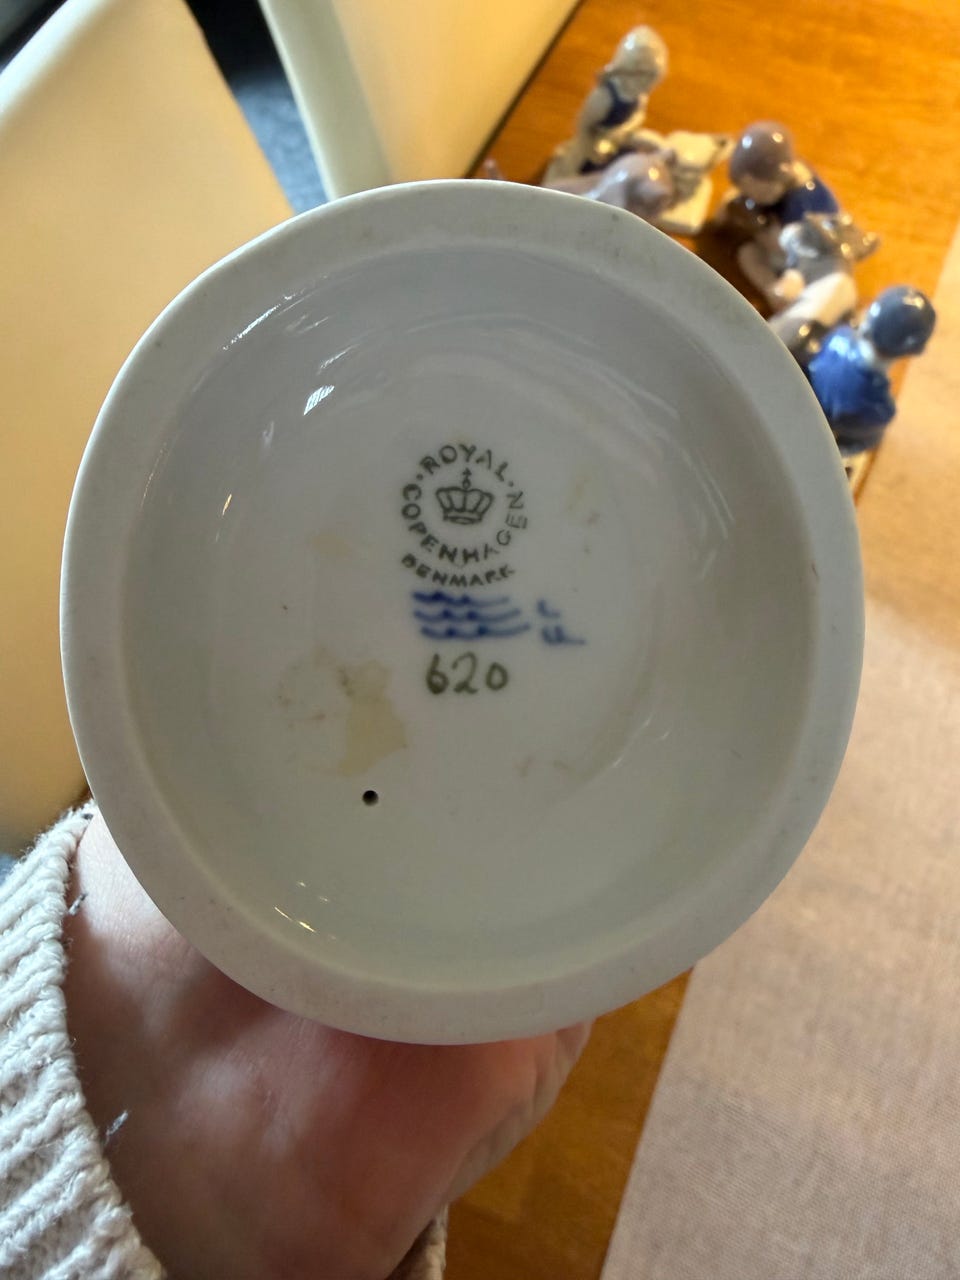 ROYAL
COPENHAGEN
DENMARK
620